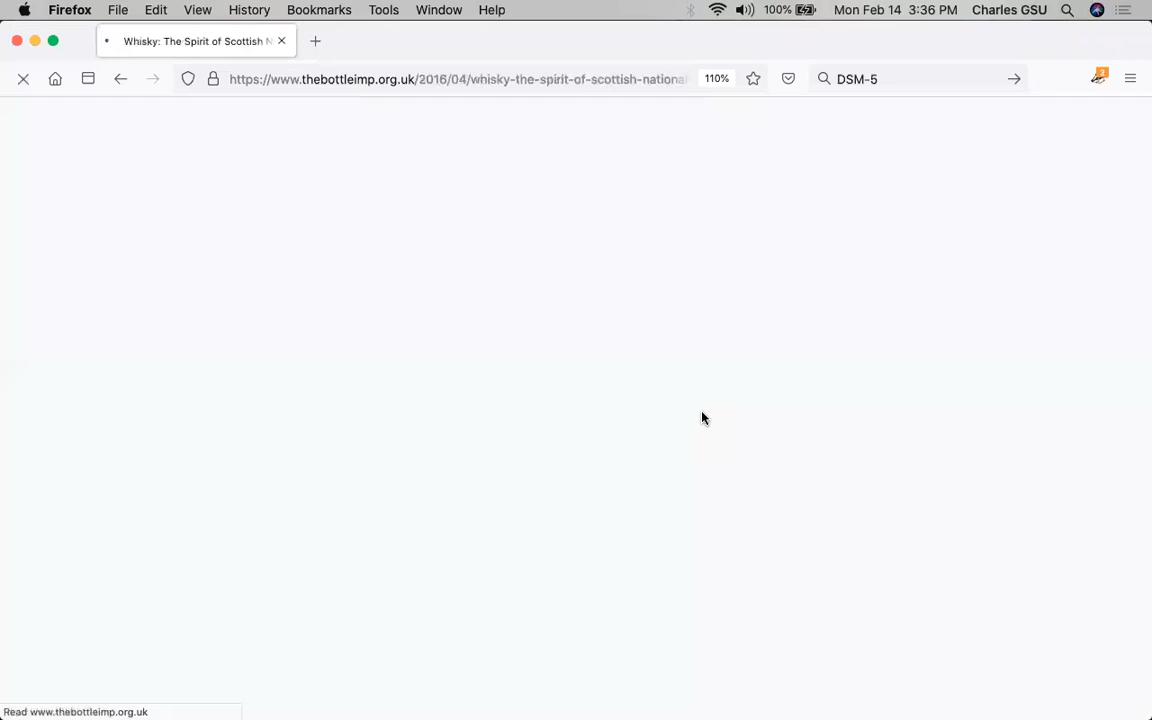 Firefox File Edit View History Bookmarks Tools Window Help 100% Mon Feb 14 3:36 PM Charles GSU
Whisky: The Spirit of Scottish N
https://www.thebottleimp.org.uk/2016/04/whisky-the-spirit-of-scottish-nationa 110% DSM-5 2
Read www.thebottleimp.org.uk